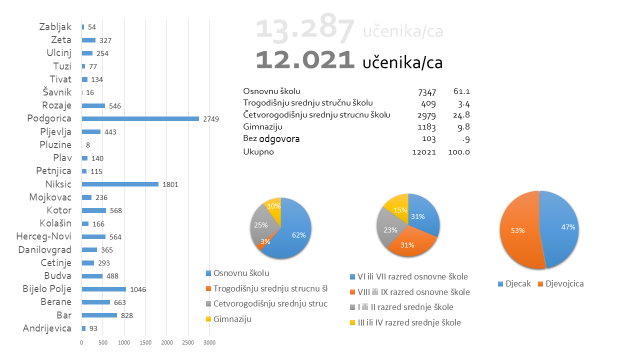 13.287 učenika/ca
12.021 učenika/ca
Zabljak 54
Zeta 327
Ulcinj 254
Tuzi 77
Tivat 134
Šavnik 16
Rozaje 546
Podgorica 2749
Pljevlja 443
Pluzine 8
Plav 140
Petnjica 115
Niksic 1801
Mojkovac 236
Kotor 568
Kolašin 166
Herceg-Novi 564
Danilovgrad 365
Cetinje 293
Budva 488
Bijelo Polje 1046
Berane 663
Bar 828
Andrijevica 93
0 500 1000 1500 2000 2500 3000
Osnovnu školu 7347 61.1
Trogodišnju srednju stručnu školu 409 3.4
Četvorogodišnju srednju strucnu školu 2979 24.8
Gimnaziju 1183 9.8
Bez odgovora 103 .9
Ukupno 12021 100.0
10%
25%
62%
3%
Osnovnu školu
Trogodišnju srednju strucnu šl
Cetvorogodišnju srednju struc
Gimnaziju
15%
31%
23%
31%
VI ili VII razred osnovne škole
VIII ili IX razred osnovne škole
I ili II razred srednje škole
III ili IV razred srednje škole
53%
47%
Djecak Djevojcica